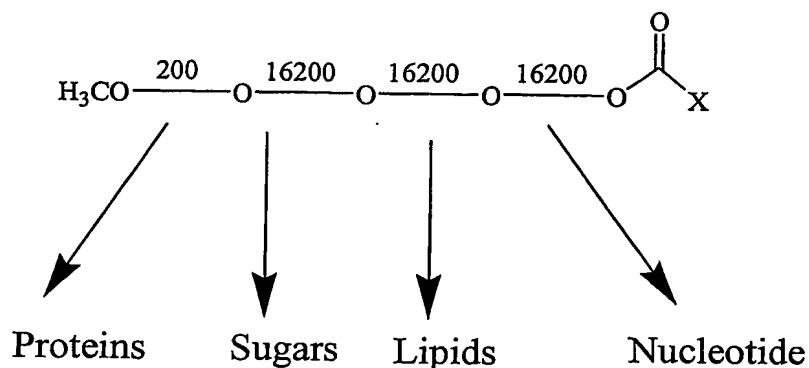 O
200 16200 16200 16200
H₃CO O O O O X
Proteins Sugars Lipids Nucleotide